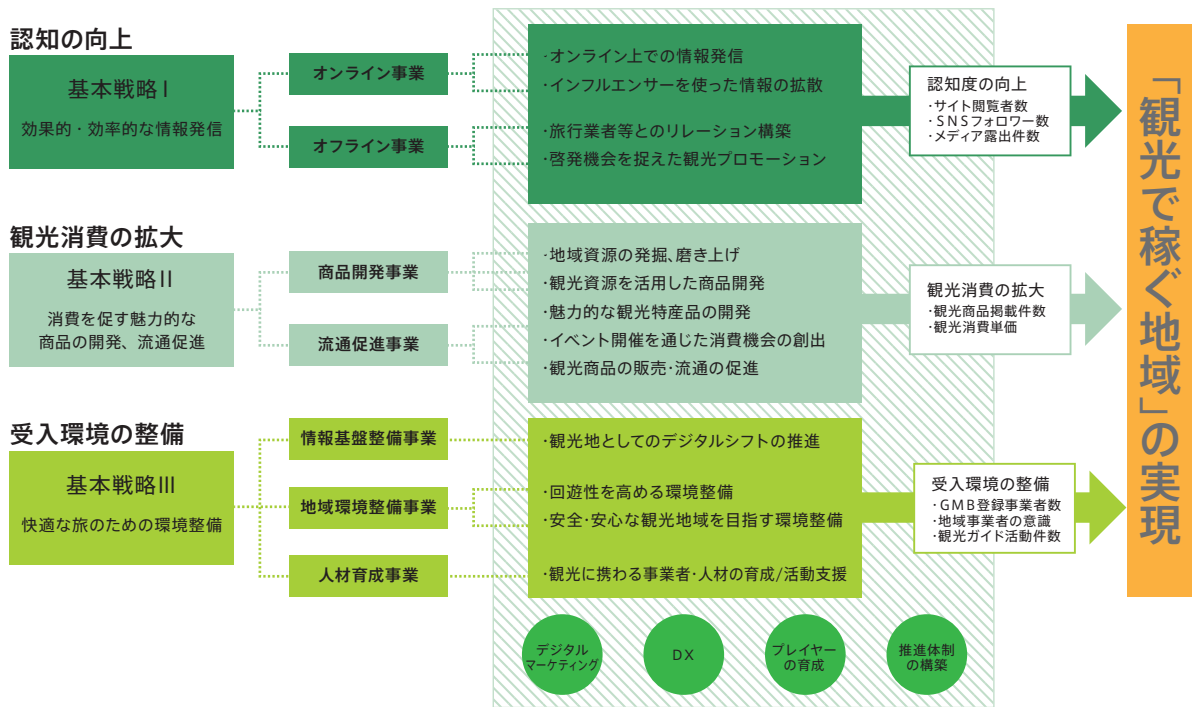 認知の向上
基本戦略Ⅰ
効果的・効率的な情報発信
オンライン事業
オフライン事業
・オンライン上での情報発信
・インフルエンサーを使った情報の拡散
・旅行業者等とのリレーション構築
・啓発機会を捉えた観光プロモーション
認知度の向上
・サイト閲覧者数
・SNSフォロワー数
・メディア露出件数
観光消費の拡大
基本戦略Ⅱ
消費を促す魅力的な
商品の開発、流通促進
商品開発事業
流通促進事業
・地域資源の発掘、磨き上げ
・観光資源を活用した商品開発
・魅力的な観光特産品の開発
・イベント開催を通じた消費機会の創出
・観光商品の販売・流通の促進
観光消費の拡大
・観光商品掲載件数
・観光消費単価
受入環境の整備
基本戦略Ⅲ
快適な旅のための環境整備
情報基盤整備事業
地域環境整備事業
人材育成事業
・観光地としてのデジタルシフトの推進
・回遊性を高める環境整備
・安全・安心な観光地域を目指す環境整備
・観光に携わる事業者・人材の育成/活動支援
受入環境の整備
・GMB登録事業者数
・地域事業者の意識
・観光ガイド活動件数
デジタル
マーケティング
DX
プレイヤー
の育成
推進体制
の構築
「観光で稼ぐ地域」の実現